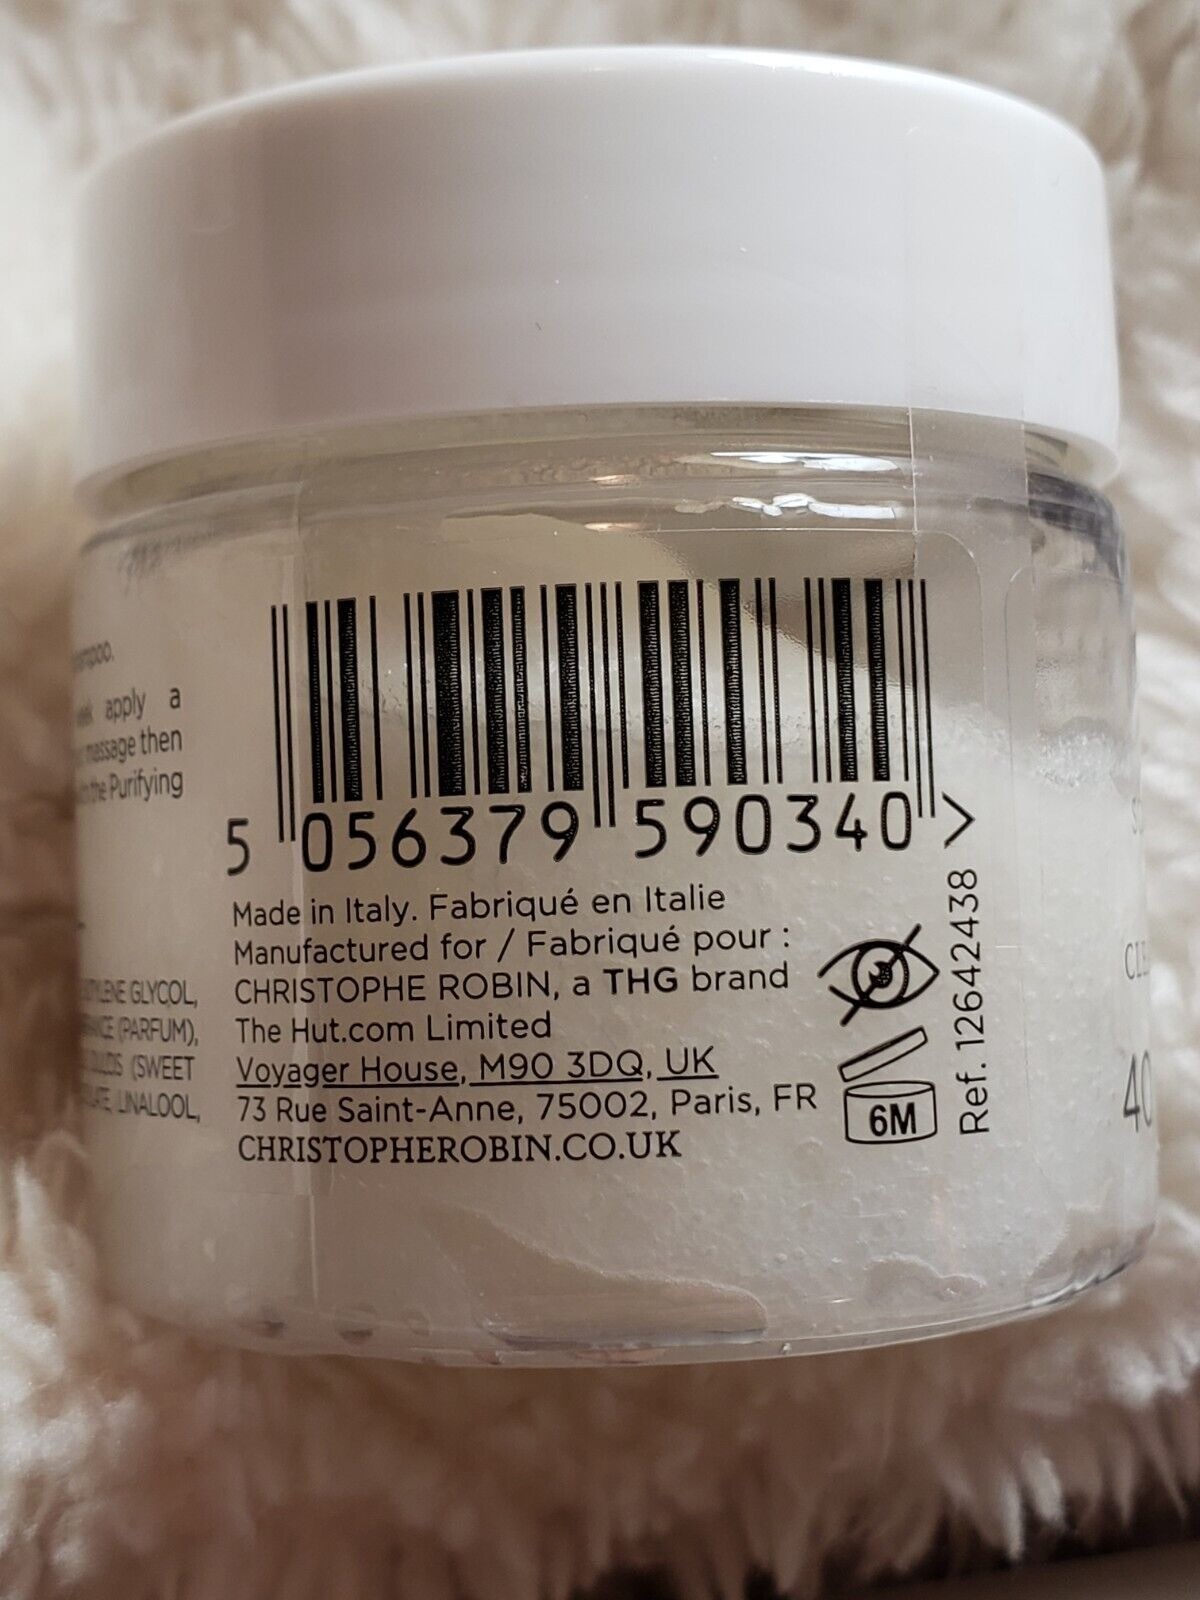 apply a
massage then
the Purifying
GLYCOL,
(PARFUM),
(SWEET
LINALOOL,
5 056379 590340 >
Made in Italy. Fabriqué en Italie
Manufactured for / Fabriqué pour :
CHRISTOPHE ROBIN, a THG brand
The Hut.com Limited
Voyager House, M90 3DQ, UK
73 Rue Saint-Anne, 75002, Paris, FR
CHRISTOPHEROBIN.CO.UK
6M
Ref. 12642438